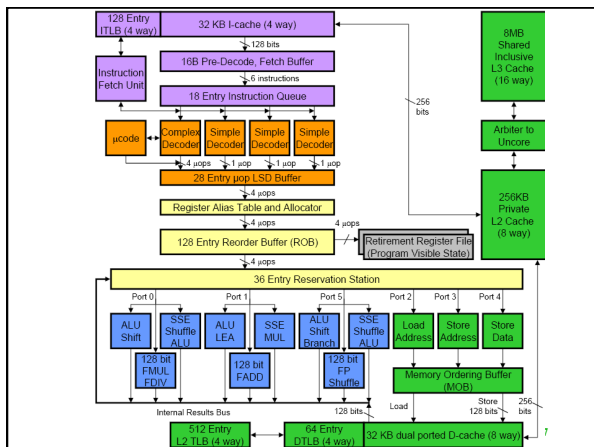 128 Entry
ITLB (4 way)
32 KB I-cache (4 way)
8MB
Shared
Inclusive
L3 Cache
(16 way)
128 bits
16B Pre-Decode, Fetch Buffer
Instruction
Fetch Unit
6 instructions
18 Entry Instruction Queue
256
bits
µcode
Complex
Decoder
Simple
Decoder
Simple
Decoder
Simple
Decoder
Arbiter to
Uncore
4 µops
1 µop
1 µop
1 µop
28 Entry µop LSD Buffer
4 µops
Register Alias Table and Allocator
256KB
Private
L2 Cache
(8 way)
4 µops
4 µops
128 Entry Reorder Buffer (ROB)
Retirement Register File
(Program Visible State)
4 µops
36 Entry Reservation Station
Port 0
Port 1
Port 5
Port 2
Port 3
Port 4
ALU
Shift
SSE
Shuffle
ALU
ALU
LEA
SSE
MUL
ALU
Shift
Branch
SSE
Shuffle
ALU
Load
Address
Store
Address
Store
Data
128 bit
FMUL
FDIV
128 bit
FADD
128 bit
FP
Shuffle
Memory Ordering Buffer
(MOB)
Internal Results Bus
128
bits
Load
Store
128 bits
256
bits
512 Entry
L2 TLB (4 way)
64 Entry
DTLB (4 way)
32 KB dual ported D-cache (8 way)